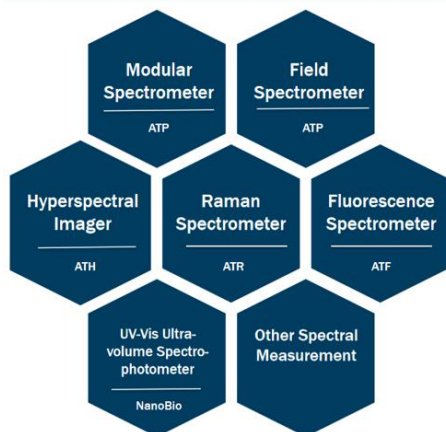 Modular
Spectrometer
ATP
Field
Spectrometer
ATP
Hyperspectral
Imager
ATH
Raman
Spectrometer
ATR
Fluorescence
Spectrometer
ATF
UV-Vis Ultra-
volume Spectro-
photometer
NanoBio
Other Spectral
Measurement